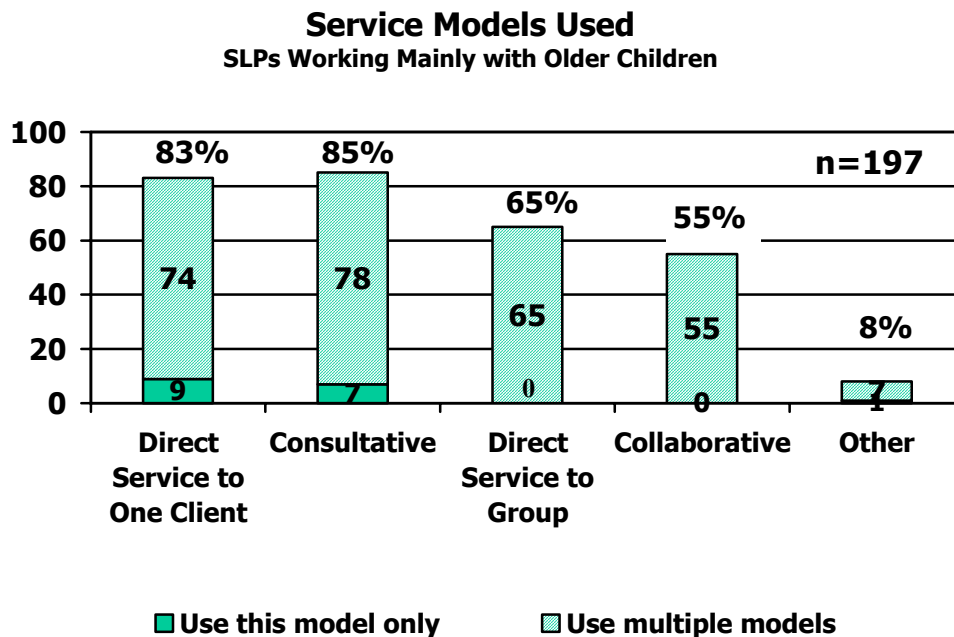 Service Models Used
SLPs Working Mainly with Older Children
100
80
60
40
20
0
83%
85%
65%
55%
8%
n=197
74
78
65
55
7
9
7
0
0
1
Direct
Service to
One Client
Consultative
Direct
Service to
Group
Collaborative
Other
Use this model only
Use multiple models